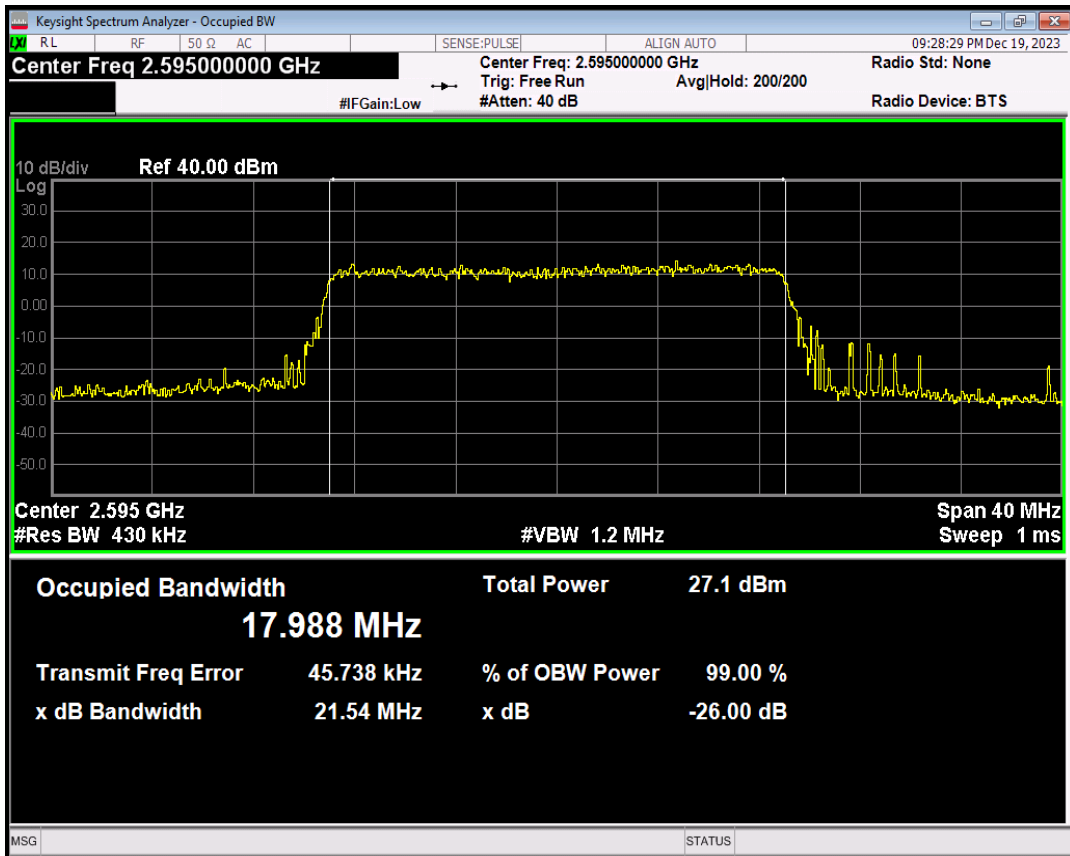 Keysight Spectrum Analyzer - Occupied BW
LXI RL RF 50 Ω AC SENSE:PULSE ALIGN AUTO 09:28:29 PM Dec 19, 2023
Center Freq 2.595000000 GHz Center Freq: 2.595000000 GHz Radio Std: None
Trig: Free Run Avg|Hold: 200/200
#IFGain:Low #Atten: 40 dB Radio Device: BTS
10 dB/div Ref 40.00 dBm
Log
30.0
20.0
10.0
0.00
-10.0
-20.0
-30.0
-40.0
-50.0
Center 2.595 GHz Span 40 MHz
#Res BW 430 kHz #VBW 1.2 MHz Sweep 1 ms
Occupied Bandwidth Total Power 27.1 dBm
17.988 MHz
Transmit Freq Error 45.738 kHz % of OBW Power 99.00 %
x dB Bandwidth 21.54 MHz x dB -26.00 dB
MSG STATUS